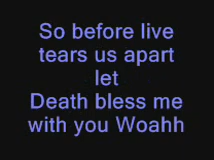 So before live
tears us apart
let
Death bless me
with you Woahh